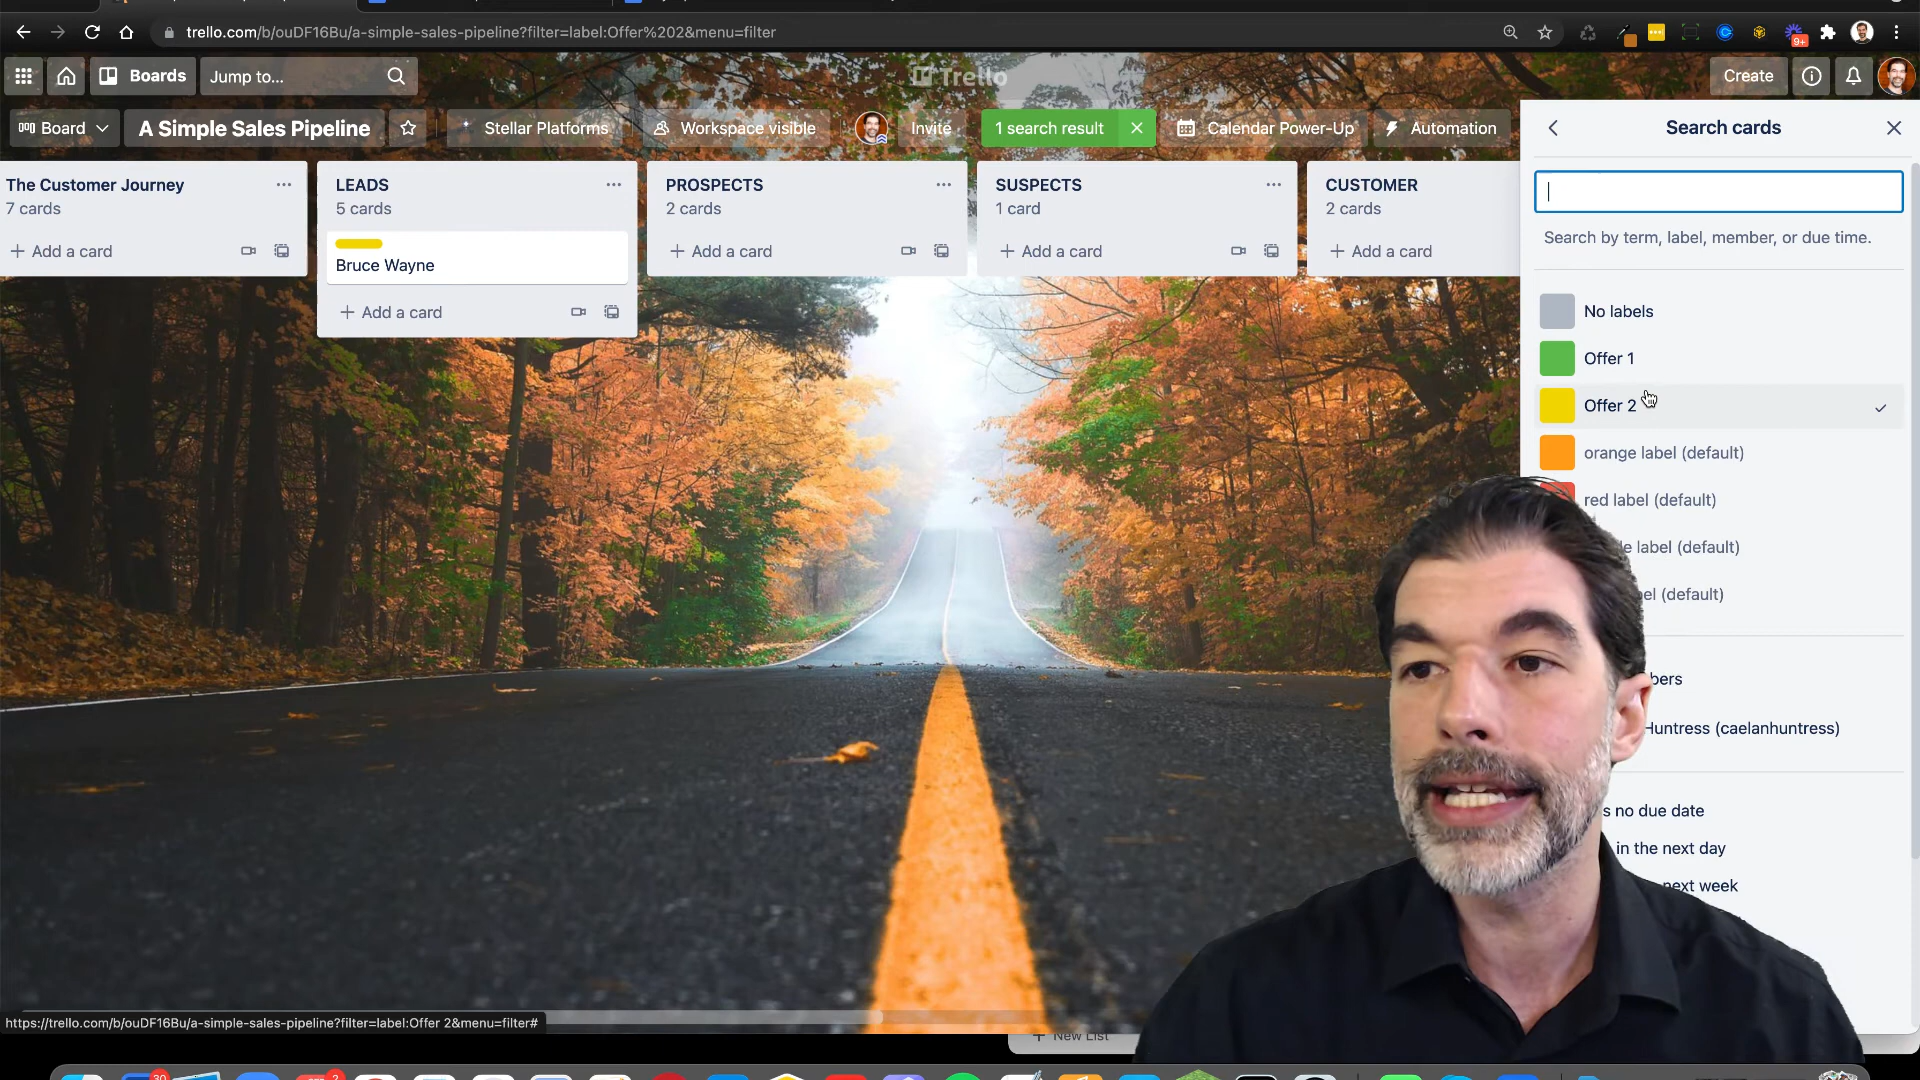 trello.com/b/ouDF16Bu/a-simple-sales-pipeline?filter=label:Offer%202&menu=filter
9+
Boards
Jump to...
Trello
Create
Board
A Simple Sales Pipeline
Stellar Platforms
Workspace visible
Invite
1 search result
Calendar Power-Up
Automation
Search cards
The Customer Journey
7 cards
+ Add a card
LEADS
5 cards
Bruce Wayne
+ Add a card
PROSPECTS
2 cards
+ Add a card
SUSPECTS
1 card
+ Add a card
CUSTOMER
2 cards
+ Add a card
Search by term, label, member, or due time.
No labels
Offer 1
Offer 2
orange label (default)
red label (default)
label (default)
(default)
Huntress (caelanhuntress)
no due date
in the next day
next week
https://trello.com/b/ouDF16Bu/a-simple-sales-pipeline?filter=label:Offer 2&menu=filter#
+ New List
30
2